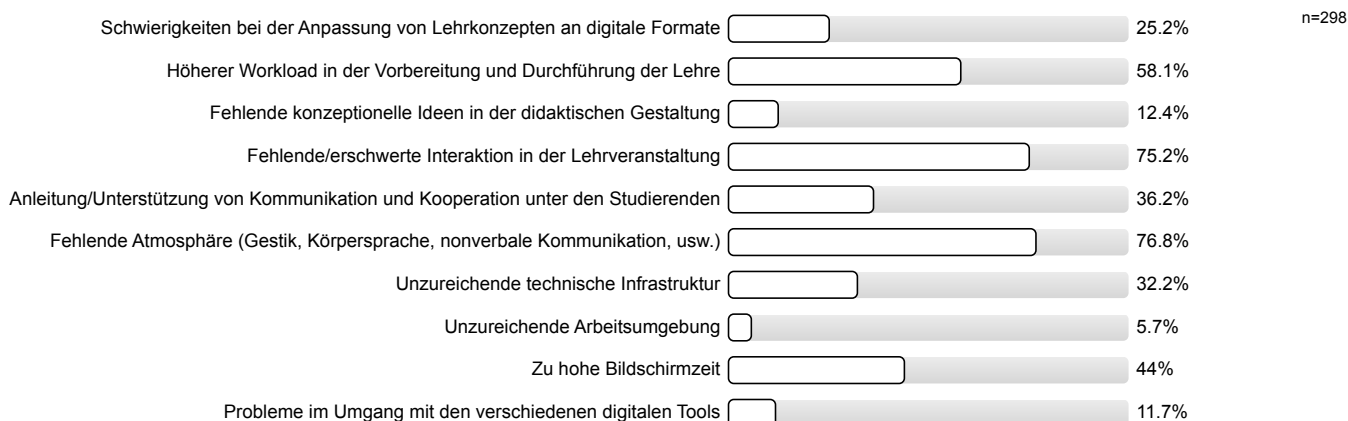 n=298
Schwierigkeiten bei der Anpassung von Lehrkonzepten an digitale Formate 25.2%
Höherer Workload in der Vorbereitung und Durchführung der Lehre 58.1%
Fehlende konzeptionelle Ideen in der didaktischen Gestaltung 12.4%
Fehlende/erschwerte Interaktion in der Lehrveranstaltung 75.2%
Anleitung/Unterstützung von Kommunikation und Kooperation unter den Studierenden 36.2%
Fehlende Atmosphäre (Gestik, Körpersprache, nonverbale Kommunikation, usw.) 76.8%
Unzureichende technische Infrastruktur 32.2%
Unzureichende Arbeitsumgebung 5.7%
Zu hohe Bildschirmzeit 44%
Probleme im Umgang mit den verschiedenen digitalen Tools 11.7%